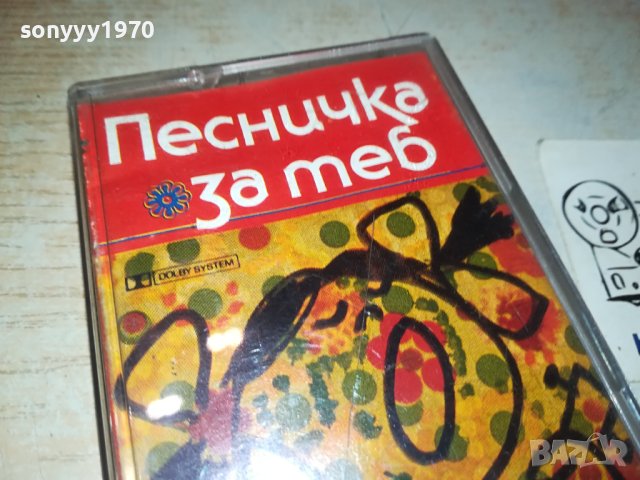 sonyyy1970
Песничка
за теб
DOLBY SYSTEM
BAZAR